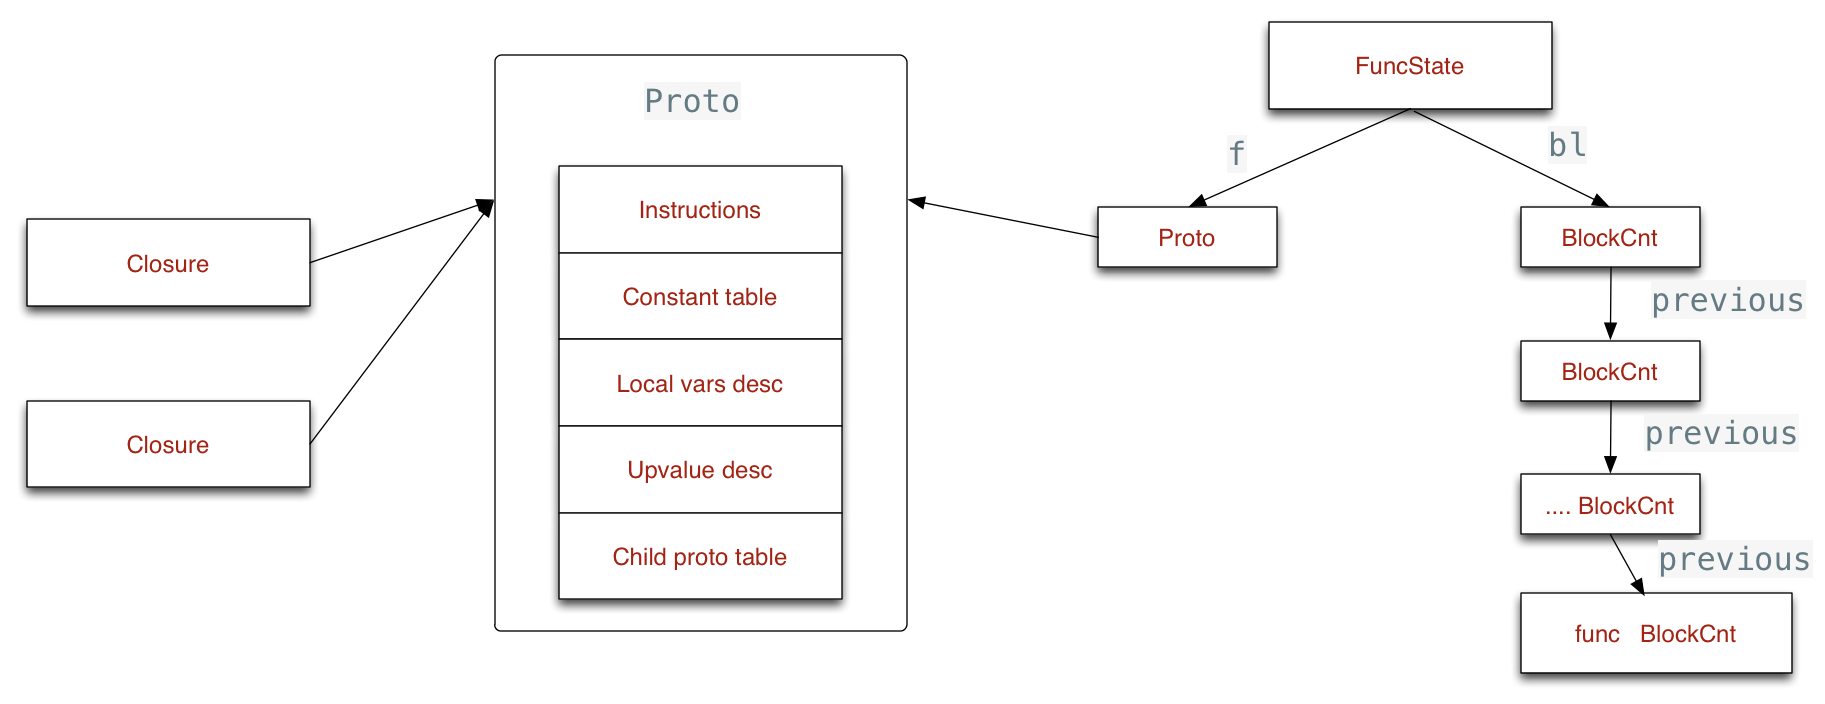 FuncState
Proto
f
bl
Instructions
Proto
BlockCnt
Closure
Constant table
previous
BlockCnt
Local vars desc
previous
Closure
Upvalue desc
.... BlockCnt
Child proto table
previous
func BlockCnt